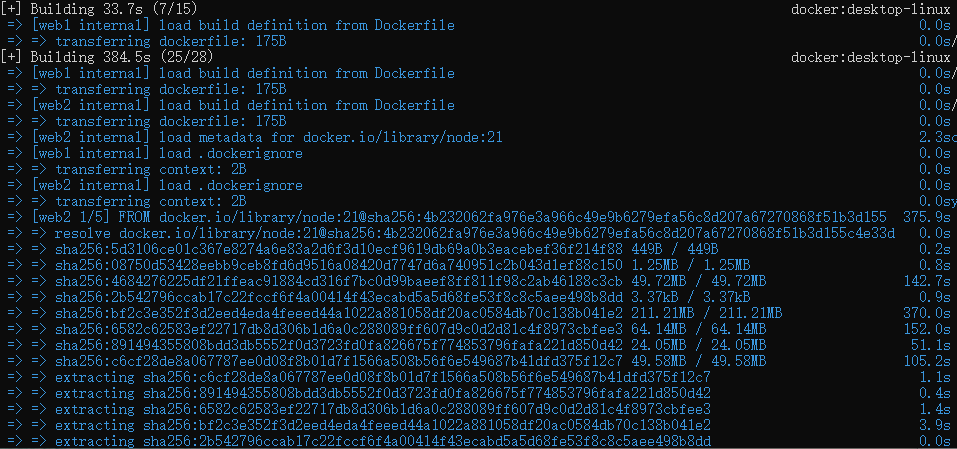 [+] Building 33.7s (7/15) docker:desktop-linux
=> [web1 internal] load build definition from Dockerfile 0.0s
=> => transferring dockerfile: 175B 0.0s/
[+] Building 384.5s (25/28) docker:desktop-linux
=> [web1 internal] load build definition from Dockerfile 0.0s
=> => transferring dockerfile: 175B 0.0s/
=> [web2 internal] load build definition from Dockerfile 0.0s/
=> => transferring dockerfile: 175B 0.0s
=> [web2 internal] load metadata for docker.io/library/node:21 2.3sc
=> [web1 internal] load .dockerignore 0.0s
=> => transferring context: 2B 0.0s
=> [web2 internal] load .dockerignore 0.0s
=> => transferring context: 2B 0.0sy
=> [web2 1/5] FROM docker.io/library/node:21@sha256:4b232062fa976e3a966c49e9b6279efa56c8d207a67270868f51b3d155 375.9s
=> => resolve docker.io/library/node:21@sha256:4b232062fa976e3a966c49e9b6279efa56c8d207a67270868f51b3d155c4e33d 0.0s
=> => sha256:5d3106ce01c367e8274a6e83a2d6f3d10ecf9619db69a0b3eacebef36f214f88 449B / 449B 0.2s
=> => sha256:08750d53428eebb9ceb8fd6d9516a08420d7747d6a740951c2b043d1ef88c150 1.25MB / 1.25MB 0.8s
=> => sha256:4684276225df21ffeac91884cd316f7bc0d99baeef8ff811f98c2ab46188c3cb 49.72MB / 49.72MB 142.7s
=> => sha256:2b542796ccab17c22fccf6f4a00414f43ecabd5a5d68fe53f8c8c5aee498b8dd 3.37kB / 3.37kB 0.9s
=> => sha256:bf2c3e352f3d2eed4eda4feeed44a1022a881058df20ac0584db70c138b041e2 211.21MB / 211.21MB 370.0s
=> => sha256:6582c62583ef22717db8d306b1d6a0c288089ff607d9c0d2d81c4f8973cbfee3 64.14MB / 64.14MB 152.0s
=> => sha256:891494355808bdd3db5552f0d3723fd0fa826675f774853796fafa221d850d42 24.05MB / 24.05MB 51.1s
=> => sha256:c6cf28de8a067787ee0d08f8b01d7f1566a508b56f6e549687b41dfd375f12c7 49.58MB / 49.58MB 105.2s
=> => extracting sha256:c6cf28de8a067787ee0d08f8b01d7f1566a508b56f6e549687b41dfd375f12c7 1.1s
=> => extracting sha256:891494355808bdd3db5552f0d3723fd0fa826675f774853796fafa221d850d42 0.4s
=> => extracting sha256:6582c62583ef22717db8d306b1d6a0c288089ff607d9c0d2d81c4f8973cbfee3 1.4s
=> => extracting sha256:bf2c3e352f3d2eed4eda4feeed44a1022a881058df20ac0584db70c138b041e2 3.9s
=> => extracting sha256:2b542796ccab17c22fccf6f4a00414f43ecabd5a5d68fe53f8c8c5aee498b8dd 0.0s